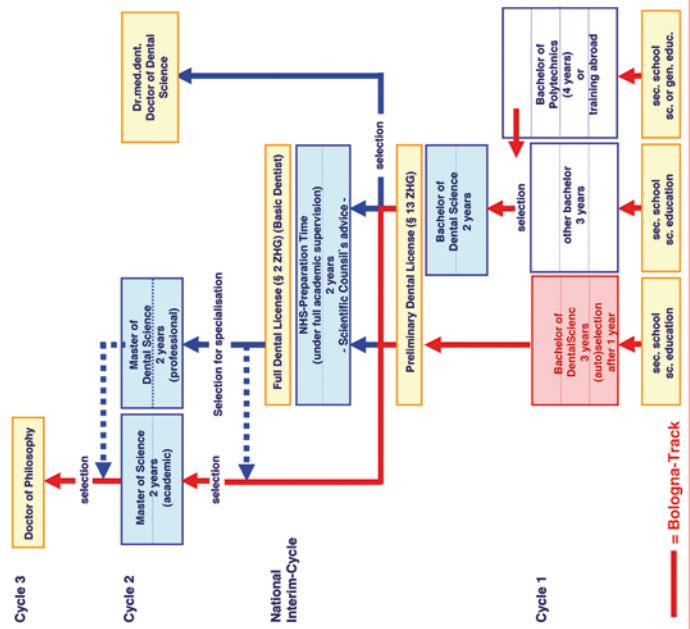 Cycle 3
Doctor of Philosophy
selection
Cycle 2
Master of Science
2 years
(academic)
Master of
Dental Science
2 years
(professional)
Dr.med.dent.
Doctor of Dental
Science
selection
Selection for specialisation
selection
National
Interim-Cycle
Full Dental License (§ 2 ZHG) (Basic Dentist)
NHS-Preparation Time
(under full academic supervision)
2 years
- Scientific Counsil`s advice -
Preliminary Dental License (§ 13 ZHG)
Bachelor of
Dental Science
2 years
selection
Cycle 1
Bachelor of
DentalScienc
3 years
(auto)selection
after 1 year
other bachelor
3 years
Bachelor of
Polytechnics
(4 years)
or
training abroad
sec. school
sc. education
sec. school
sc. education
sec. school
sc. or gen. educ.
= Bologna-Track